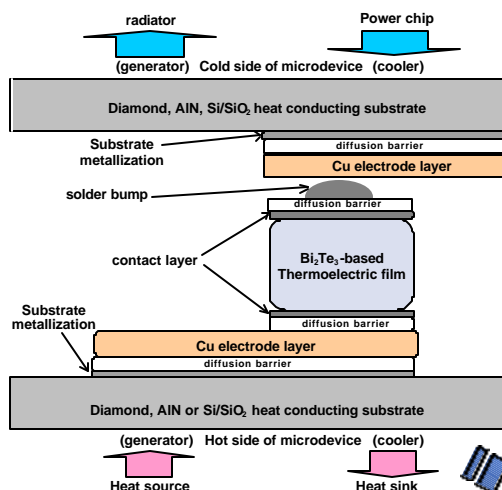 radiator Power chip
(generator) Cold side of microdevice (cooler)
Diamond, AlN, Si/SiO₂ heat conducting substrate
Substrate
metallization
diffusion barrier
Cu electrode layer
solder bump
diffusion barrier
contact layer
Bi₂Te₃-based
Thermoelectric film
Substrate
metallization
diffusion barrier
Cu electrode layer
diffusion barrier
Diamond, AlN or Si/SiO₂ heat conducting substrate
(generator) Hot side of microdevice (cooler)
Heat source Heat sink